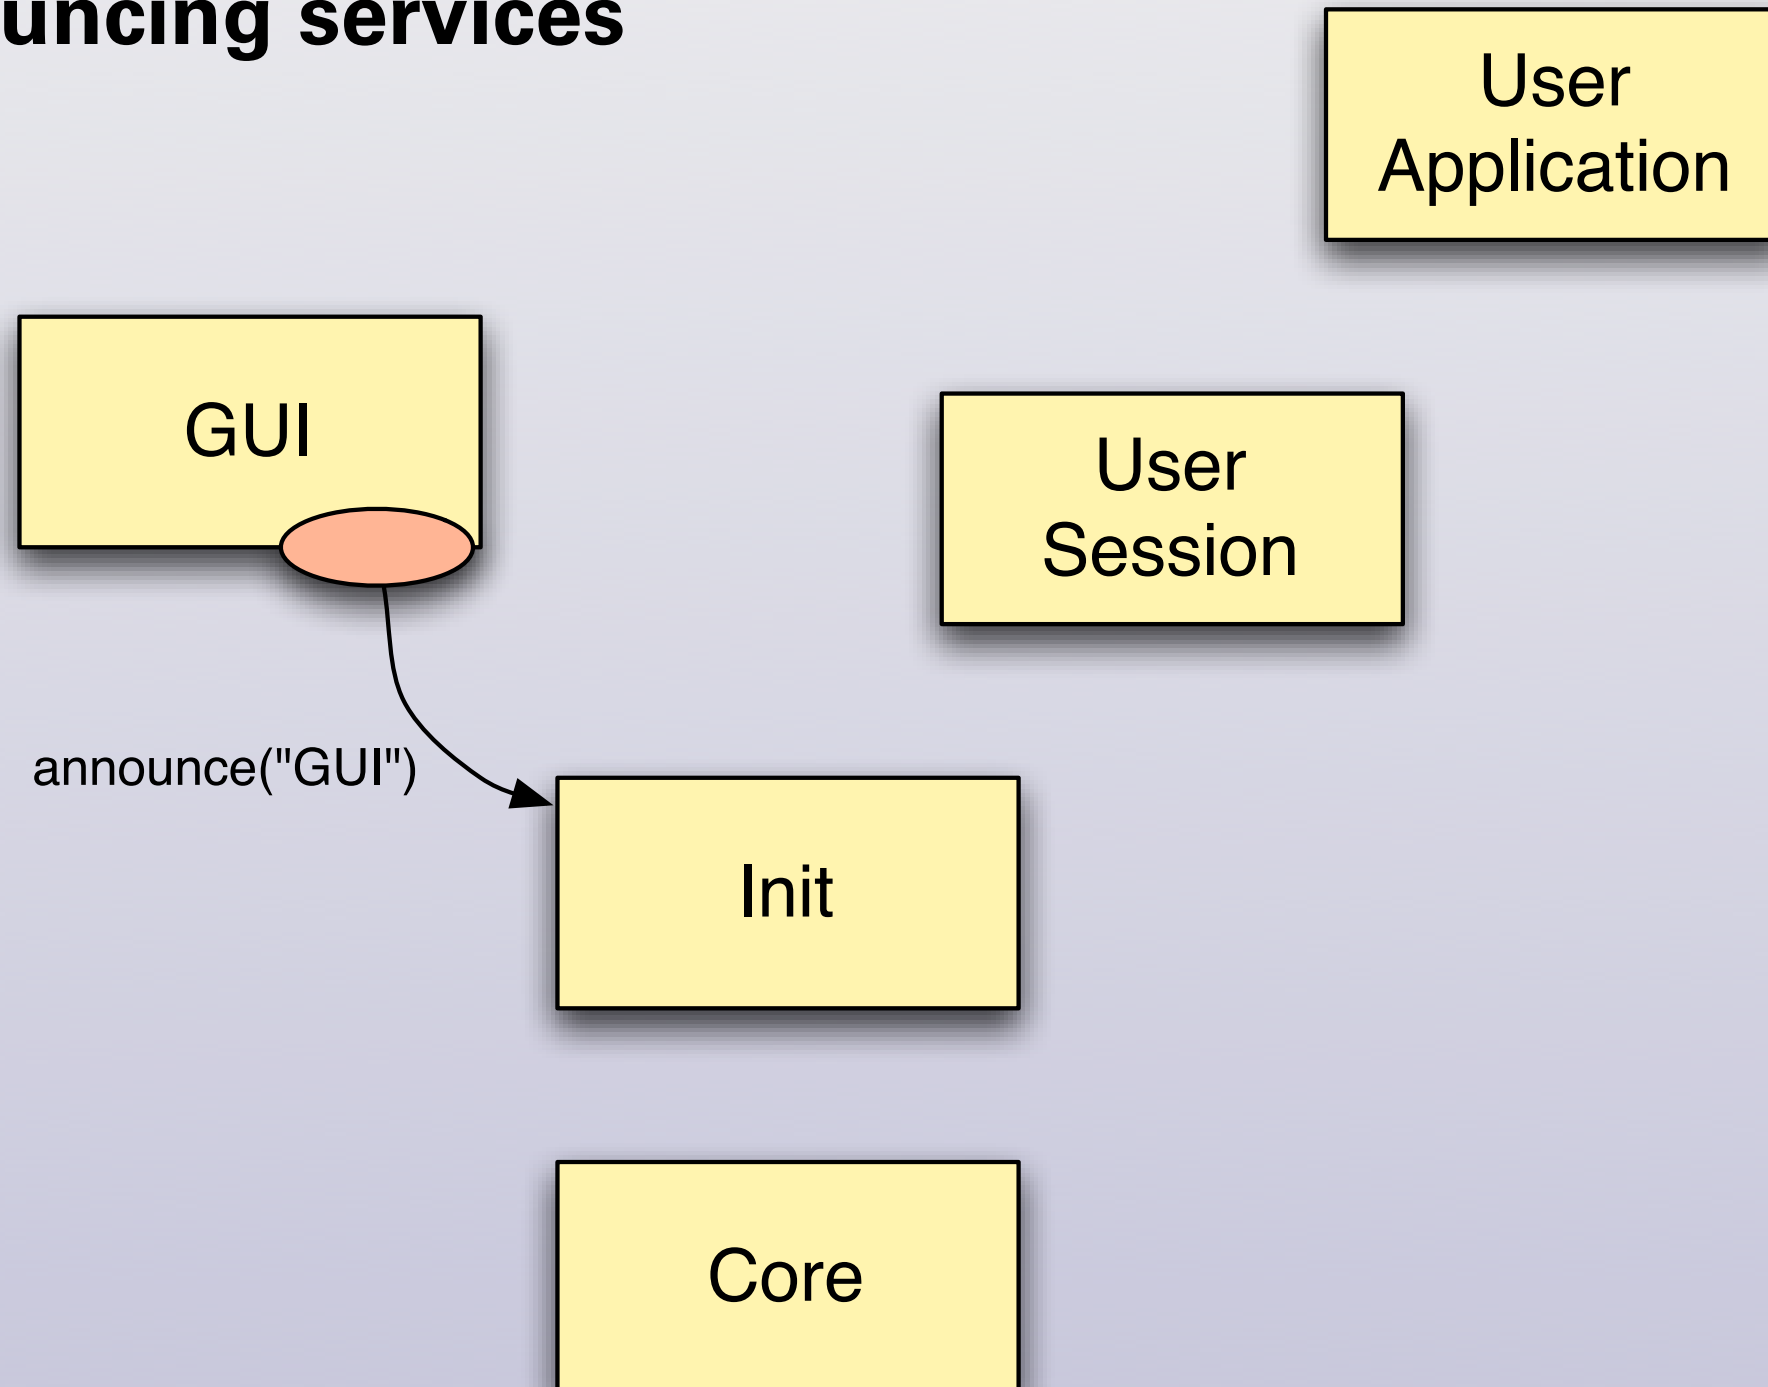 uncing services
User
Application
GUI
User
Session
announce("GUI")
Init
Core